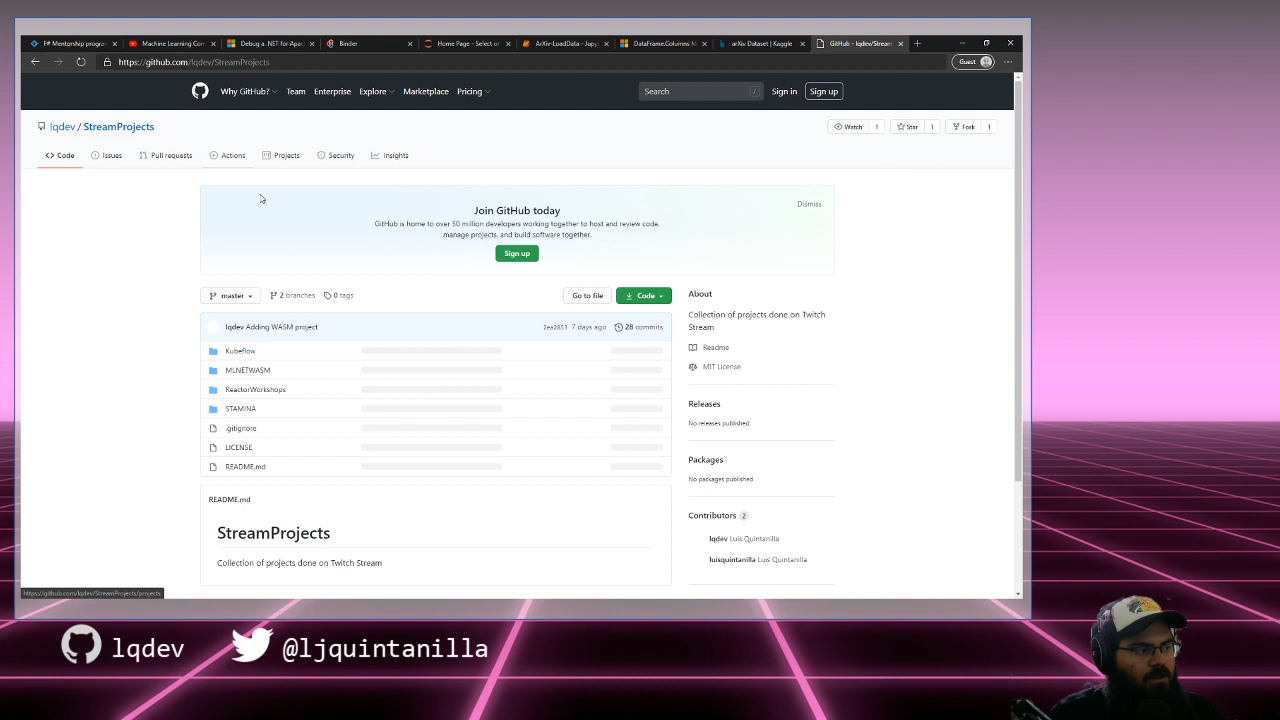 F# Mentorship progra
Machine Learning Com
Debug a .NET for Apac
Binder
Home Page - Select or
ArXiv-LoadData - Jupyt
DataFrame.Columns M
arXiv Dataset | Kaggle
GitHub - lqdev/Stream
https://github.com/lqdev/StreamProjects
Guest
Why GitHub?
Team
Enterprise
Explore
Marketplace
Pricing
Search
/
Sign in
Sign up
lqdev / StreamProjects
Watch 1
Star 1
Fork 1
Code
Issues
Pull requests
Actions
Projects
Security
Insights
Join GitHub today
Dismiss
GitHub is home to over 50 million developers working together to host and review code,
manage projects, and build software together.
Sign up
master
2 branches
0 tags
Go to file
Code
lqdev Adding WASM project
2ea2853 7 days ago
28 commits
Kubeflow
MLNETWASM
ReactorWorkshops
STAMINA
.gitignore
LICENSE
README.md
About
Collection of projects done on Twitch
Stream
Readme
MIT License
Releases
No releases published
Packages
No packages published
Contributors 2
lqdev Luis Quintanilla
luisquintanilla Luis Quintanilla
README.md
StreamProjects
Collection of projects done on Twitch Stream
https://github.com/lqdev/StreamProjects/projects
lqdev
@ljquintanilla